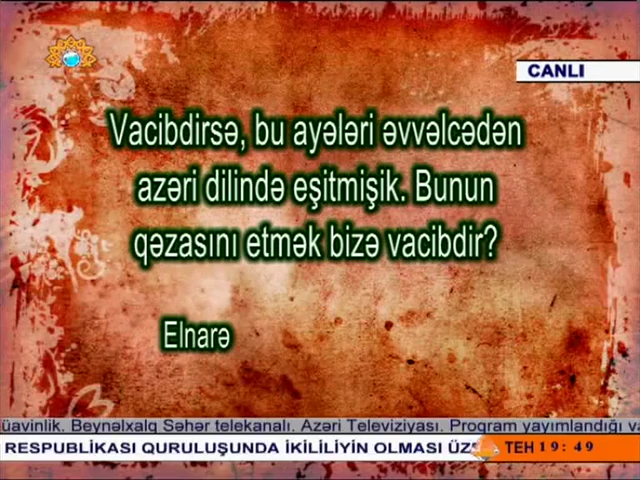 CANLI
Vacibdirsə, bu ayələri əvvəlcədən
azəri dilində eşitmişik. Bunun
qəzasını etmək bizə vacibdir?
Elnarə
üavinlik. Beynəlxalq Səhər telekanalı. Azəri Televiziyası. Program yayımlandığı
RESPUBLİKASI QURULUŞUNDA İKİLİLİYİN OLMASI TEH 19:49